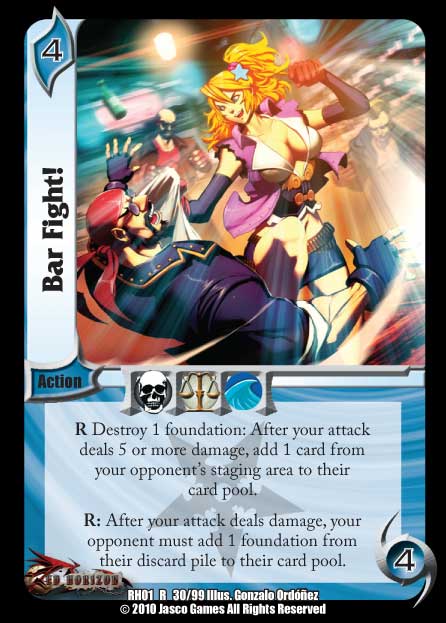 4
Bar Fight!
Action
R Destroy 1 foundation: After your attack
deals 5 or more damage, add 1 card from
your opponent's staging area to their
card pool.
R: After your attack deals damage, your
opponent must add 1 foundation from
their discard pile to their card pool.
4
RED HORIZON
RH01 R 30/99 Illus. Gonzalo Ordóñez
© 2010 Jasco Games All Rights Reserved